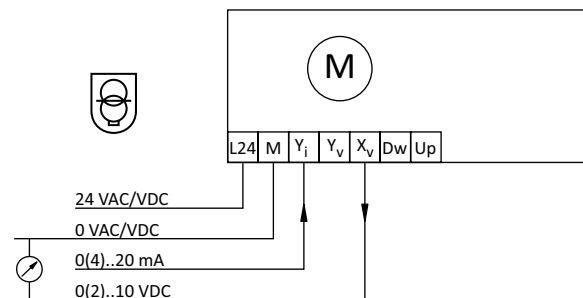 M
L24 M Yi Yv Xv Dw Up
24 VAC/VDC
0 VAC/VDC
0(4)..20 mA
0(2)..10 VDC